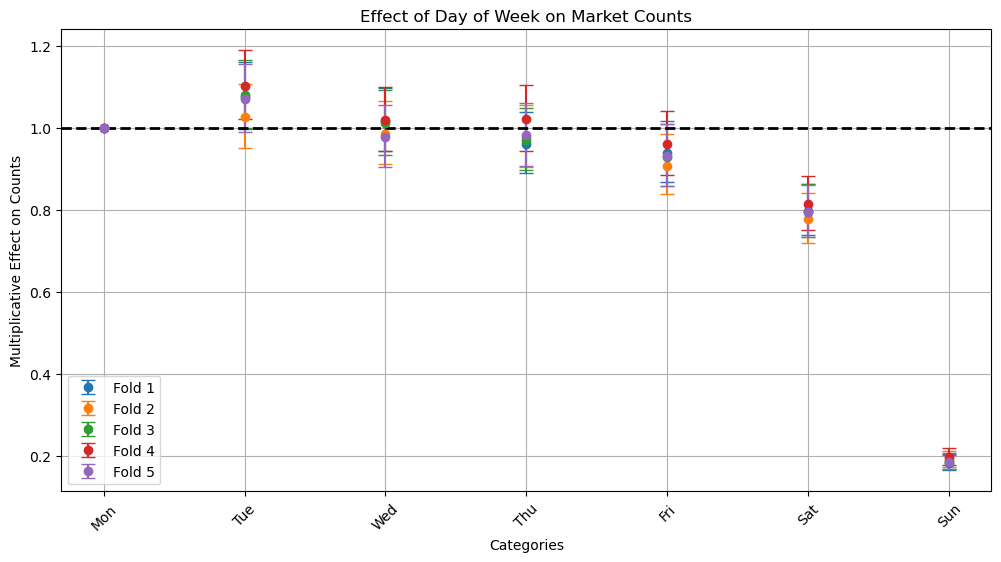 Effect of Day of Week on Market Counts
Multiplicative Effect on Counts
1.2
1.0
0.8
0.6
0.4
0.2
Fold 1
Fold 2
Fold 3
Fold 4
Fold 5
Mon
Tue
Wed
Thu
Fri
Sat
Sun
Categories